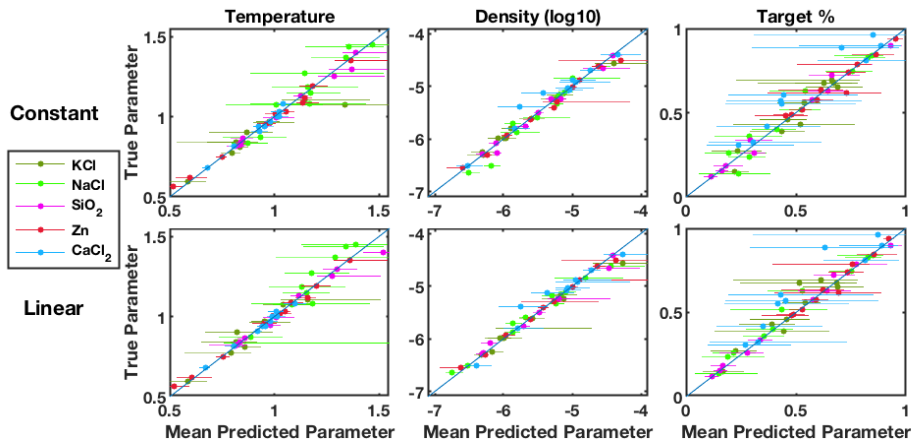 Temperature
Density (log10)
Target %
True Parameter
1.5
1
0.5
0.5
1
1.5
-4
-5
-6
-7
-7
-6
-5
-4
1
0.5
0
0
0.5
1
Constant
KCl
NaCl
SiO2
Zn
CaCl2
Linear
True Parameter
1.5
1
0.5
0.5
1
1.5
-4
-5
-6
-7
-7
-6
-5
-4
1
0.5
0
0
0.5
1
Mean Predicted Parameter
Mean Predicted Parameter
Mean Predicted Parameter